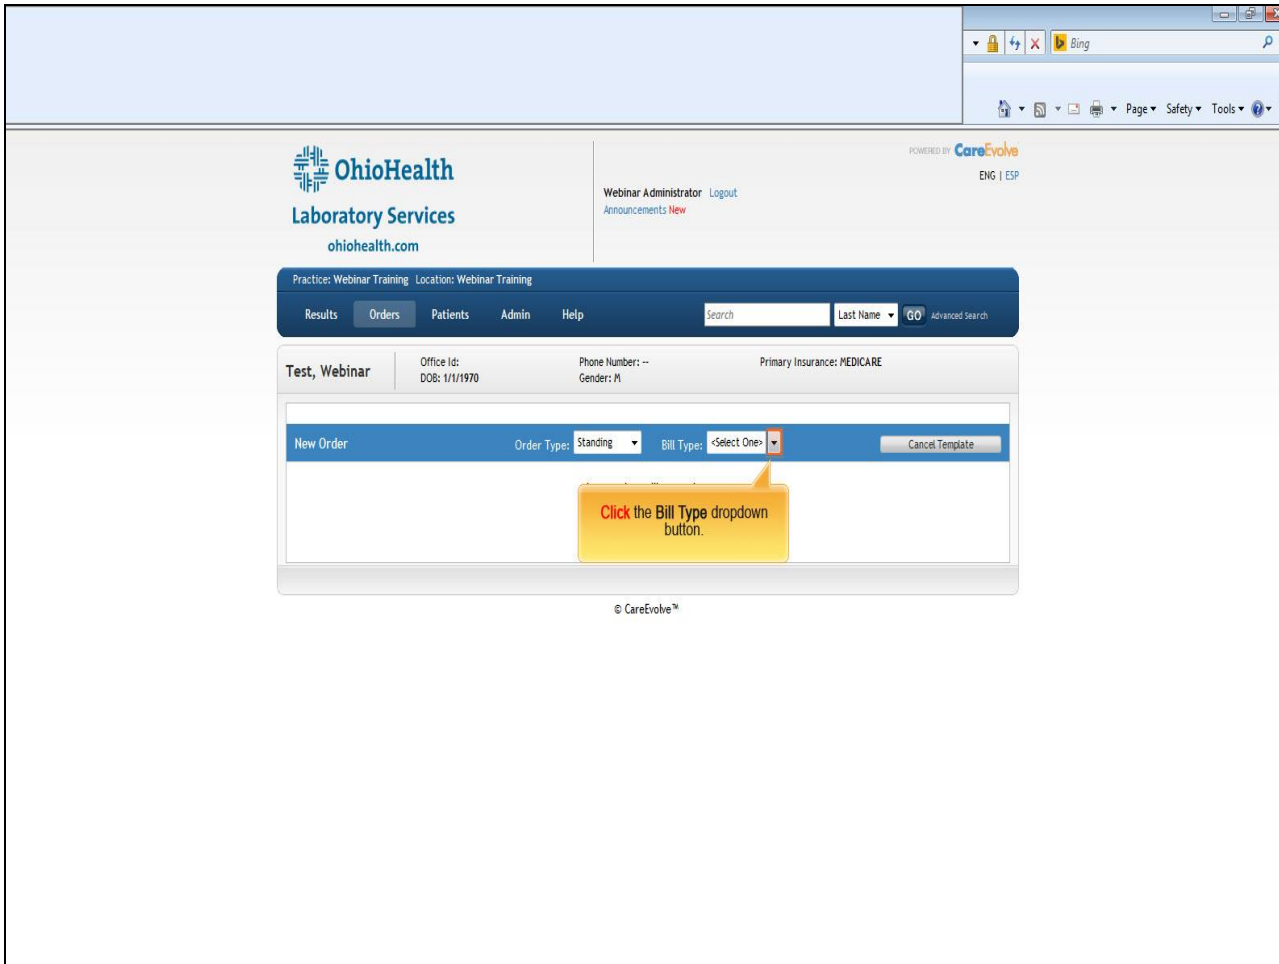 Bing
Page Safety Tools
OhioHealth
Laboratory Services
ohiohealth.com
Webinar Administrator Logout
Announcements New
POWERED BY CareEvolve
ENG | ESP
Practice: Webinar Training Location: Webinar Training
Results Orders Patients Admin Help Search Last Name GO Advanced Search
Test, Webinar
Office Id:
DOB: 1/1/1970
Phone Number: --
Gender: M
Primary Insurance: MEDICARE
New Order Order Type: Standing Bill Type: <Select One> Cancel Template
Click the Bill Type dropdown
button.
© CareEvolve™